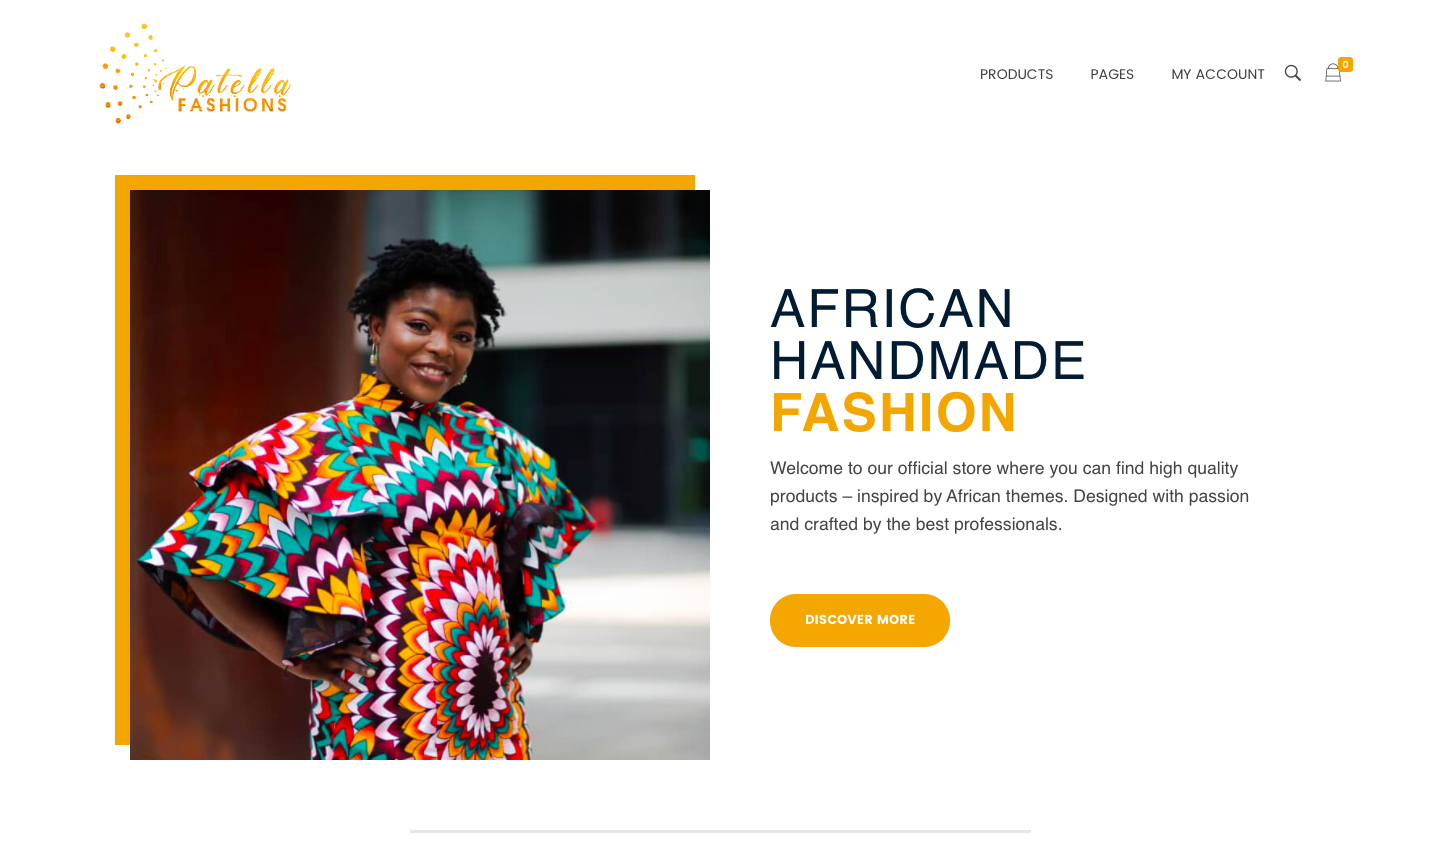 Patella
FASHIONS
PRODUCTS PAGES MY ACCOUNT 0
AFRICAN
HANDMADE
FASHION
Welcome to our official store where you can find high quality
products – inspired by African themes. Designed with passion
and crafted by the best professionals.
DISCOVER MORE